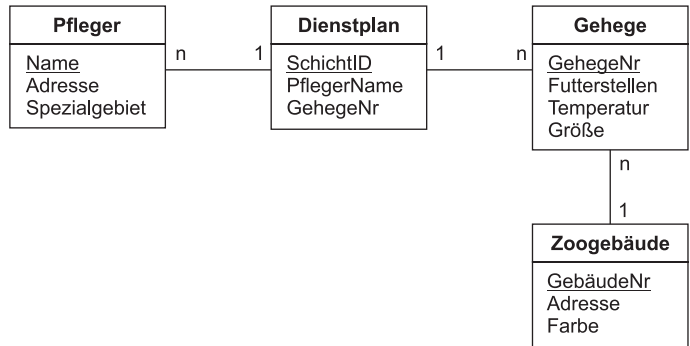 Pfleger
Name
Adresse
Spezialgebiet
n
1
Dienstplan
SchichtID
PflegerName
GehegeNr
1
n
Gehege
GehegeNr
Futterstellen
Temperatur
Größe
n
1
Zoogebäude
GebäudeNr
Adresse
Farbe